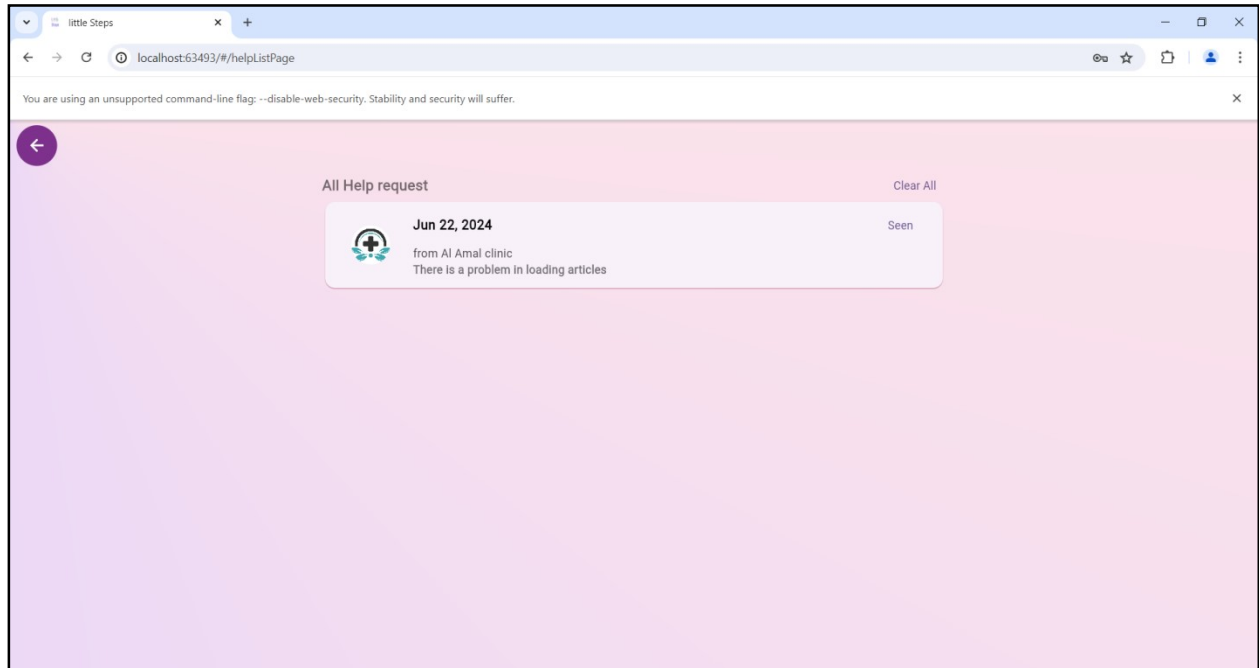 little Steps
localhost:63493/#/helpListPage
You are using an unsupported command-line flag: --disable-web-security. Stability and security will suffer.
All Help request
Clear All
Jun 22, 2024
Seen
from Al Amal clinic
There is a problem in loading articles